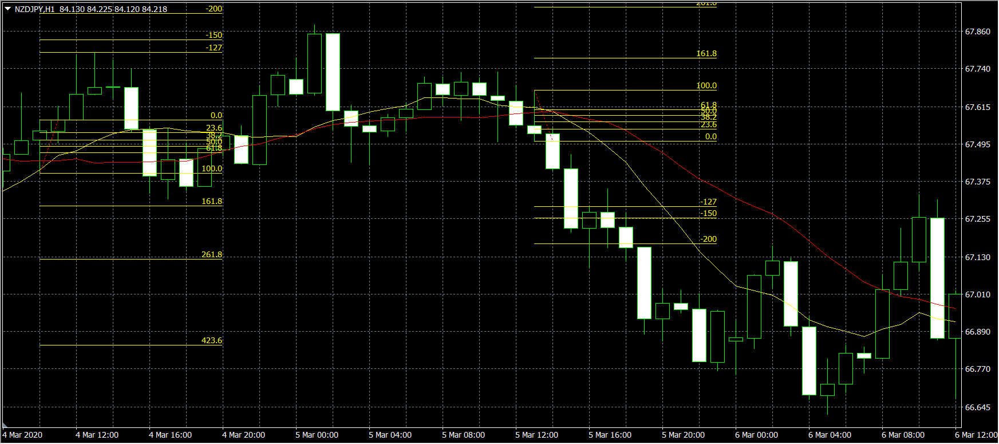 NZDJPY,H1 84.130 84.225 84.120 84.218
-200
-150
-127
0.0
23.6
38.2
50.0
61.8
100.0
161.8
261.8
423.6
261.8
161.8
100.0
61.8
50.0
38.2
23.6
0.0
-127
-150
-200
67.860
67.740
67.615
67.495
67.375
67.255
67.130
67.010
66.890
66.770
66.645
4 Mar 2020
4 Mar 12:00
4 Mar 16:00
4 Mar 20:00
5 Mar 00:00
5 Mar 04:00
5 Mar 08:00
5 Mar 12:00
5 Mar 16:00
5 Mar 20:00
6 Mar 00:00
6 Mar 04:00
6 Mar 08:00
6 Mar 12:00